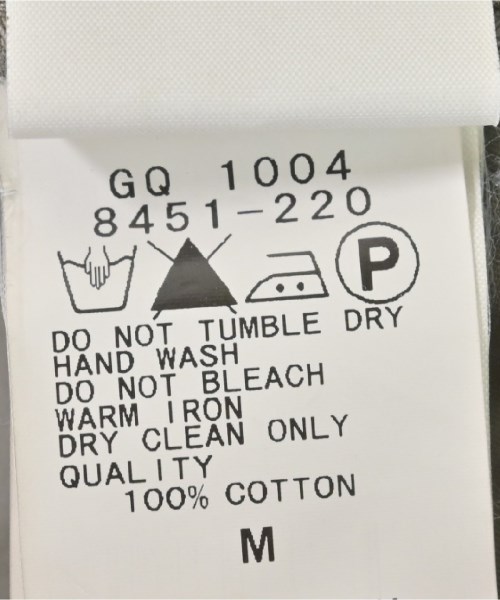 GQ 1004
8451-220
P
DO NOT TUMBLE DRY
HAND WASH
DO NOT BLEACH
WARM IRON
DRY CLEAN ONLY
QUALITY
100% COTTON
M